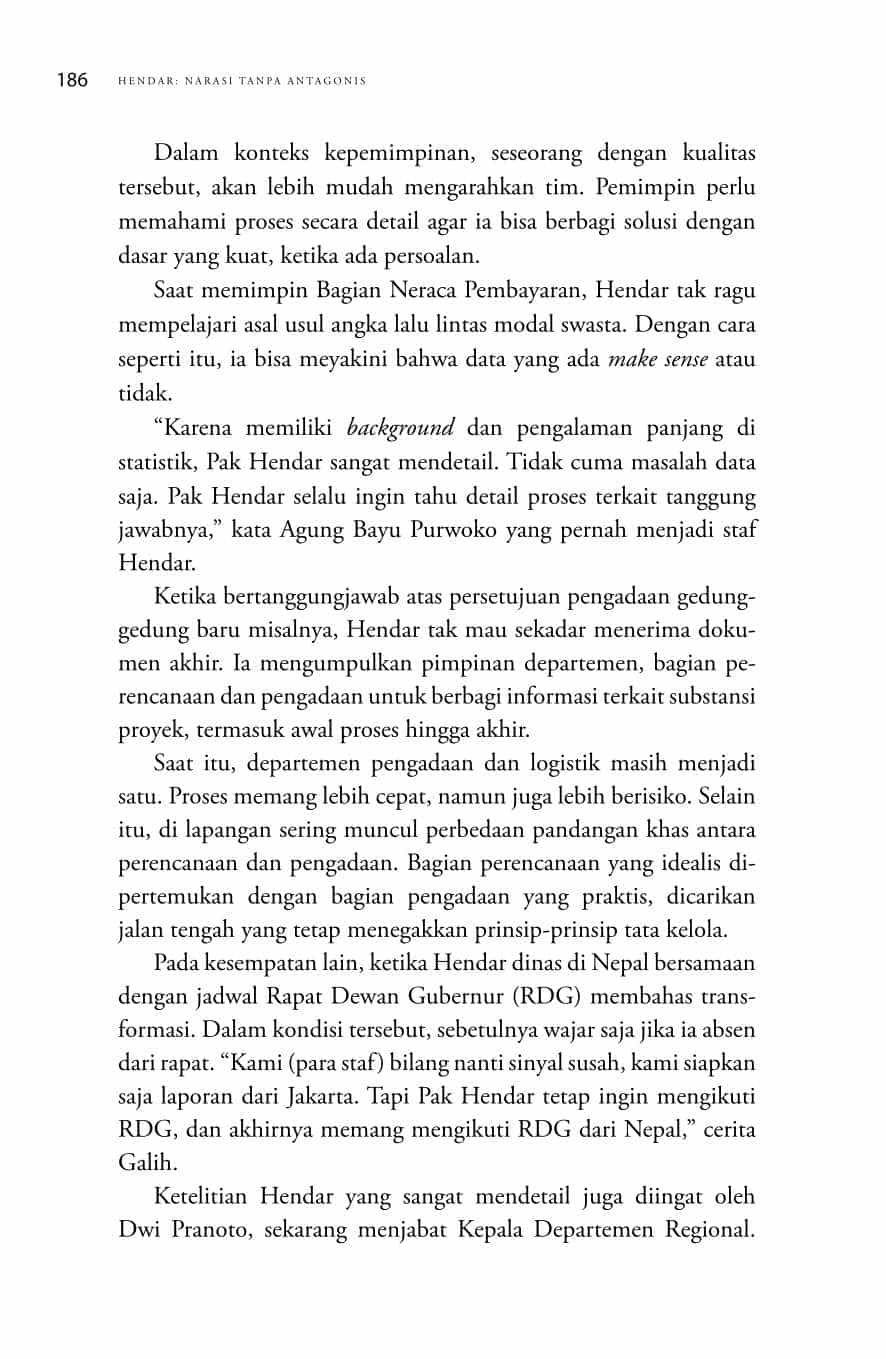 186 HENDAR: NARASI TANPA ANTAGONIS
Dalam konteks kepemimpinan, seseorang dengan kualitas
tersebut, akan lebih mudah mengarahkan tim. Pemimpin perlu
memahami proses secara detail agar ia bisa berbagi solusi dengan
dasar yang kuat, ketika ada persoalan.
Saat memimpin Bagian Neraca Pembayaran, Hendar tak ragu
mempelajari asal usul angka lalu lintas modal swasta. Dengan cara
seperti itu, ia bisa meyakini bahwa data yang ada make sense atau
tidak.
“Karena memiliki background dan pengalaman panjang di
statistik, Pak Hendar sangat mendetail. Tidak cuma masalah data
saja. Pak Hendar selalu ingin tahu detail proses terkait tanggung
jawabnya,” kata Agung Bayu Purwoko yang pernah menjadi staf
Hendar.
Ketika bertanggungjawab atas persetujuan pengadaan gedung-
gedung baru misalnya, Hendar tak mau sekadar menerima doku-
men akhir. Ia mengumpulkan pimpinan departemen, bagian pe-
rencanaan dan pengadaan untuk berbagi informasi terkait substansi
proyek, termasuk awal proses hingga akhir.
Saat itu, departemen pengadaan dan logistik masih menjadi
satu. Proses memang lebih cepat, namun juga lebih berisiko. Selain
itu, di lapangan sering muncul perbedaan pandangan khas antara
perencanaan dan pengadaan. Bagian perencanaan yang idealis di-
pertemukan dengan bagian pengadaan yang praktis, dicarikan
jalan tengah yang tetap menegakkan prinsip-prinsip tata kelola.
Pada kesempatan lain, ketika Hendar dinas di Nepal bersamaan
dengan jadwal Rapat Dewan Gubernur (RDG) membahas trans-
formasi. Dalam kondisi tersebut, sebetulnya wajar saja jika ia absen
dari rapat. “Kami (para staf) bilang nanti sinyal susah, kami siapkan
saja laporan dari Jakarta. Tapi Pak Hendar tetap ingin mengikuti
RDG, dan akhirnya memang mengikuti RDG dari Nepal,” cerita
Galih.
Ketelitian Hendar yang sangat mendetail juga diingat oleh
Dwi Pranoto, sekarang menjabat Kepala Departemen Regional.